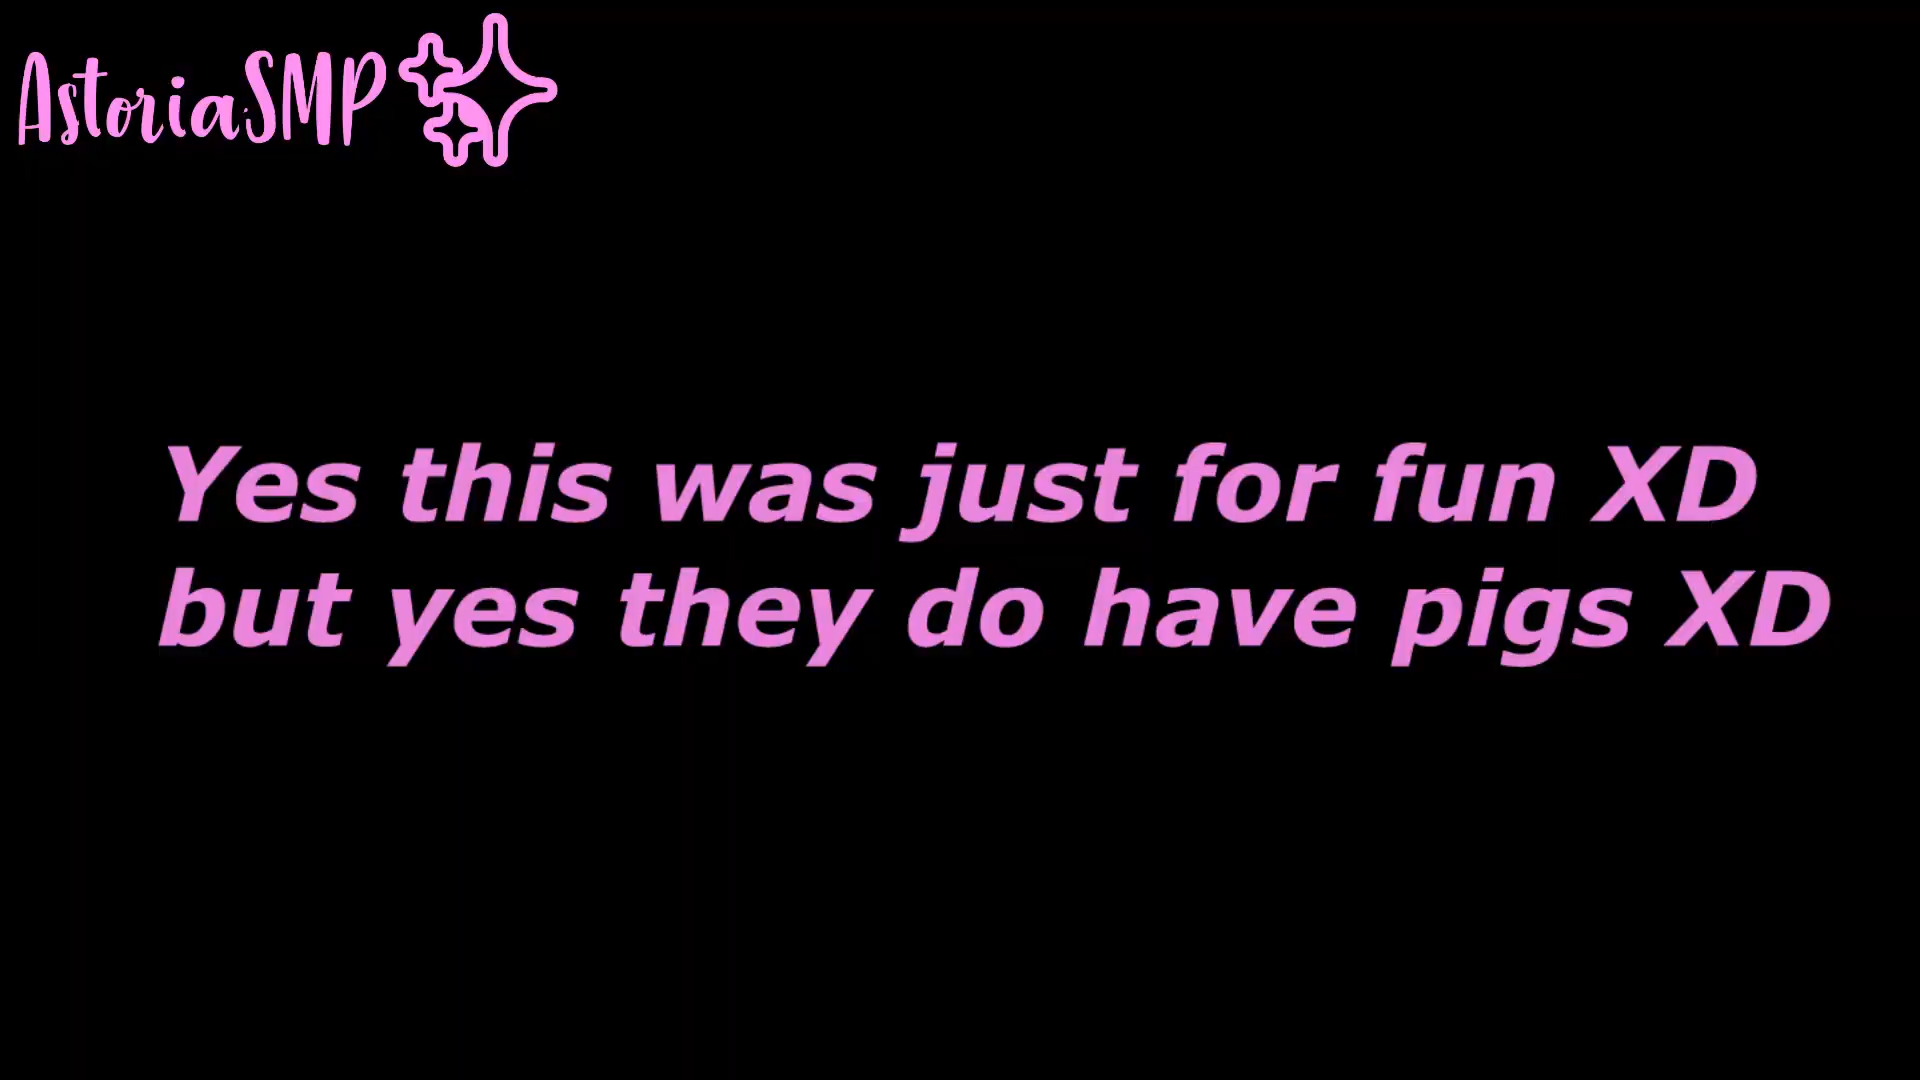 AstoriaSMP
Yes this was just for fun XD
but yes they do have pigs XD